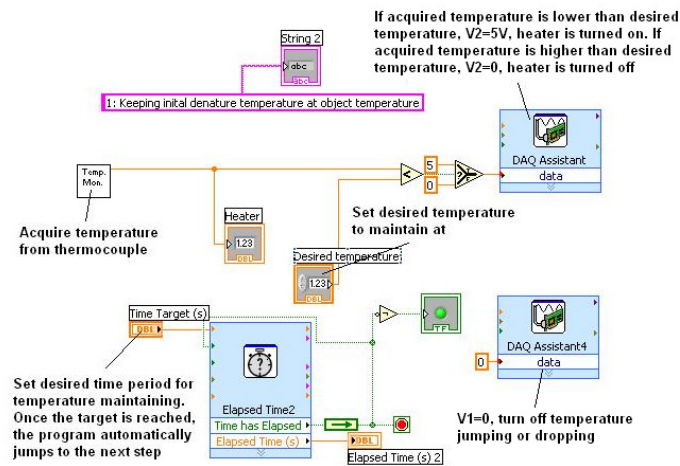 If acquired temperature is lower than desired
temperature, V2=5V, heater is turned on. If
acquired temperature is higher than desired
temperature, V2=0, heater is turned off
String 2
abc
abc
1: Keeping inital denature temperature at object temperature
5
0
<
?
DAQ Assistant
data
Temp.
Mon.
Acquire temperature
from thermocouple
Heater
1.23
DBL
Set desired temperature
to maintain at
Desired temperature
1.23
DBL
Time Target (s)
DBL
Set desired time period for
temperature maintaining.
Once the target is reached,
the program automatically
jumps to the next step
?
Elapsed Time2
Time has Elapsed
Elapsed Time (s)
DBL
Elapsed Time (s) 2
TF
0
DAQ Assistant4
data
V1=0, turn off temperature
jumping or dropping